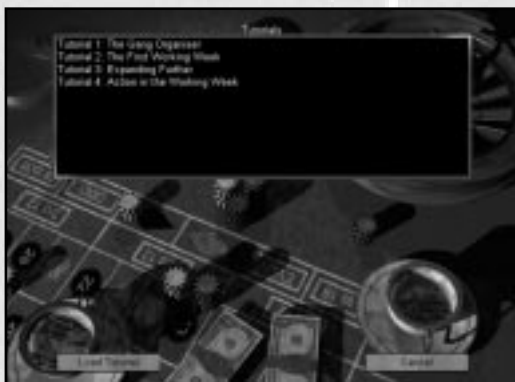 Tutorials
Tutorial 1: The Gang Organiser
Tutorial 2: The First Working Week
Tutorial 3: Expanding Further
Tutorial 4: Action in the Working Week
Load Tutorial
Cancel